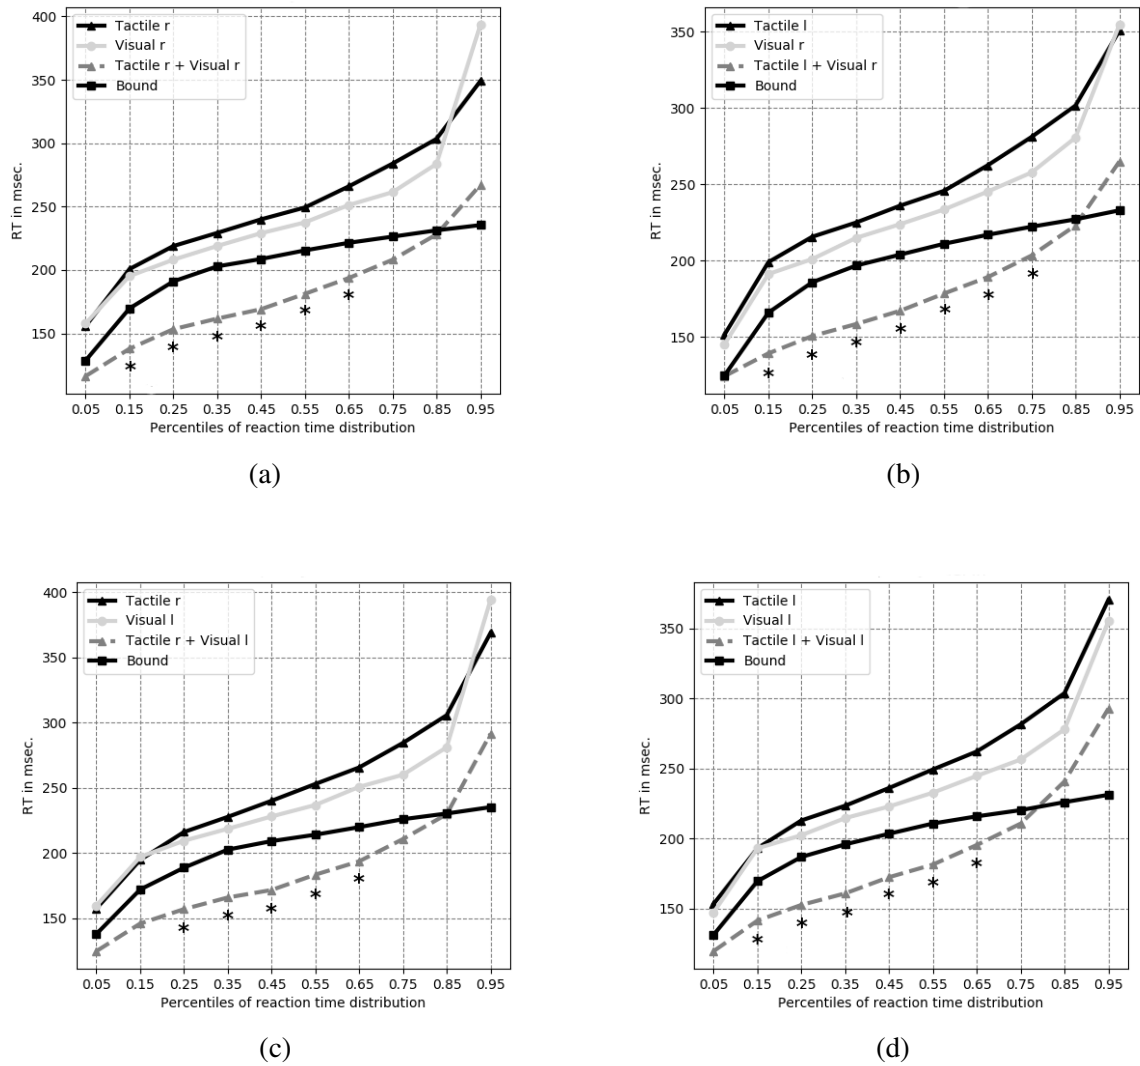 400
350
300
250
200
150
RT in msec.
Tactile r
Visual r
Tactile r + Visual r
Bound
* * * * * *
0.05 0.15 0.25 0.35 0.45 0.55 0.65 0.75 0.85 0.95
Percentiles of reaction time distribution
(a)
350
300
250
200
150
RT in msec.
Tactile l
Visual r
Tactile l + Visual r
Bound
* * * * * * *
0.05 0.15 0.25 0.35 0.45 0.55 0.65 0.75 0.85 0.95
Percentiles of reaction time distribution
(b)
400
350
300
250
200
150
RT in msec.
Tactile r
Visual l
Tactile r + Visual l
Bound
* * * * *
0.05 0.15 0.25 0.35 0.45 0.55 0.65 0.75 0.85 0.95
Percentiles of reaction time distribution
(c)
350
300
250
200
150
RT in msec.
Tactile l
Visual l
Tactile l + Visual l
Bound
* * * * * *
0.05 0.15 0.25 0.35 0.45 0.55 0.65 0.75 0.85 0.95
Percentiles of reaction time distribution
(d)